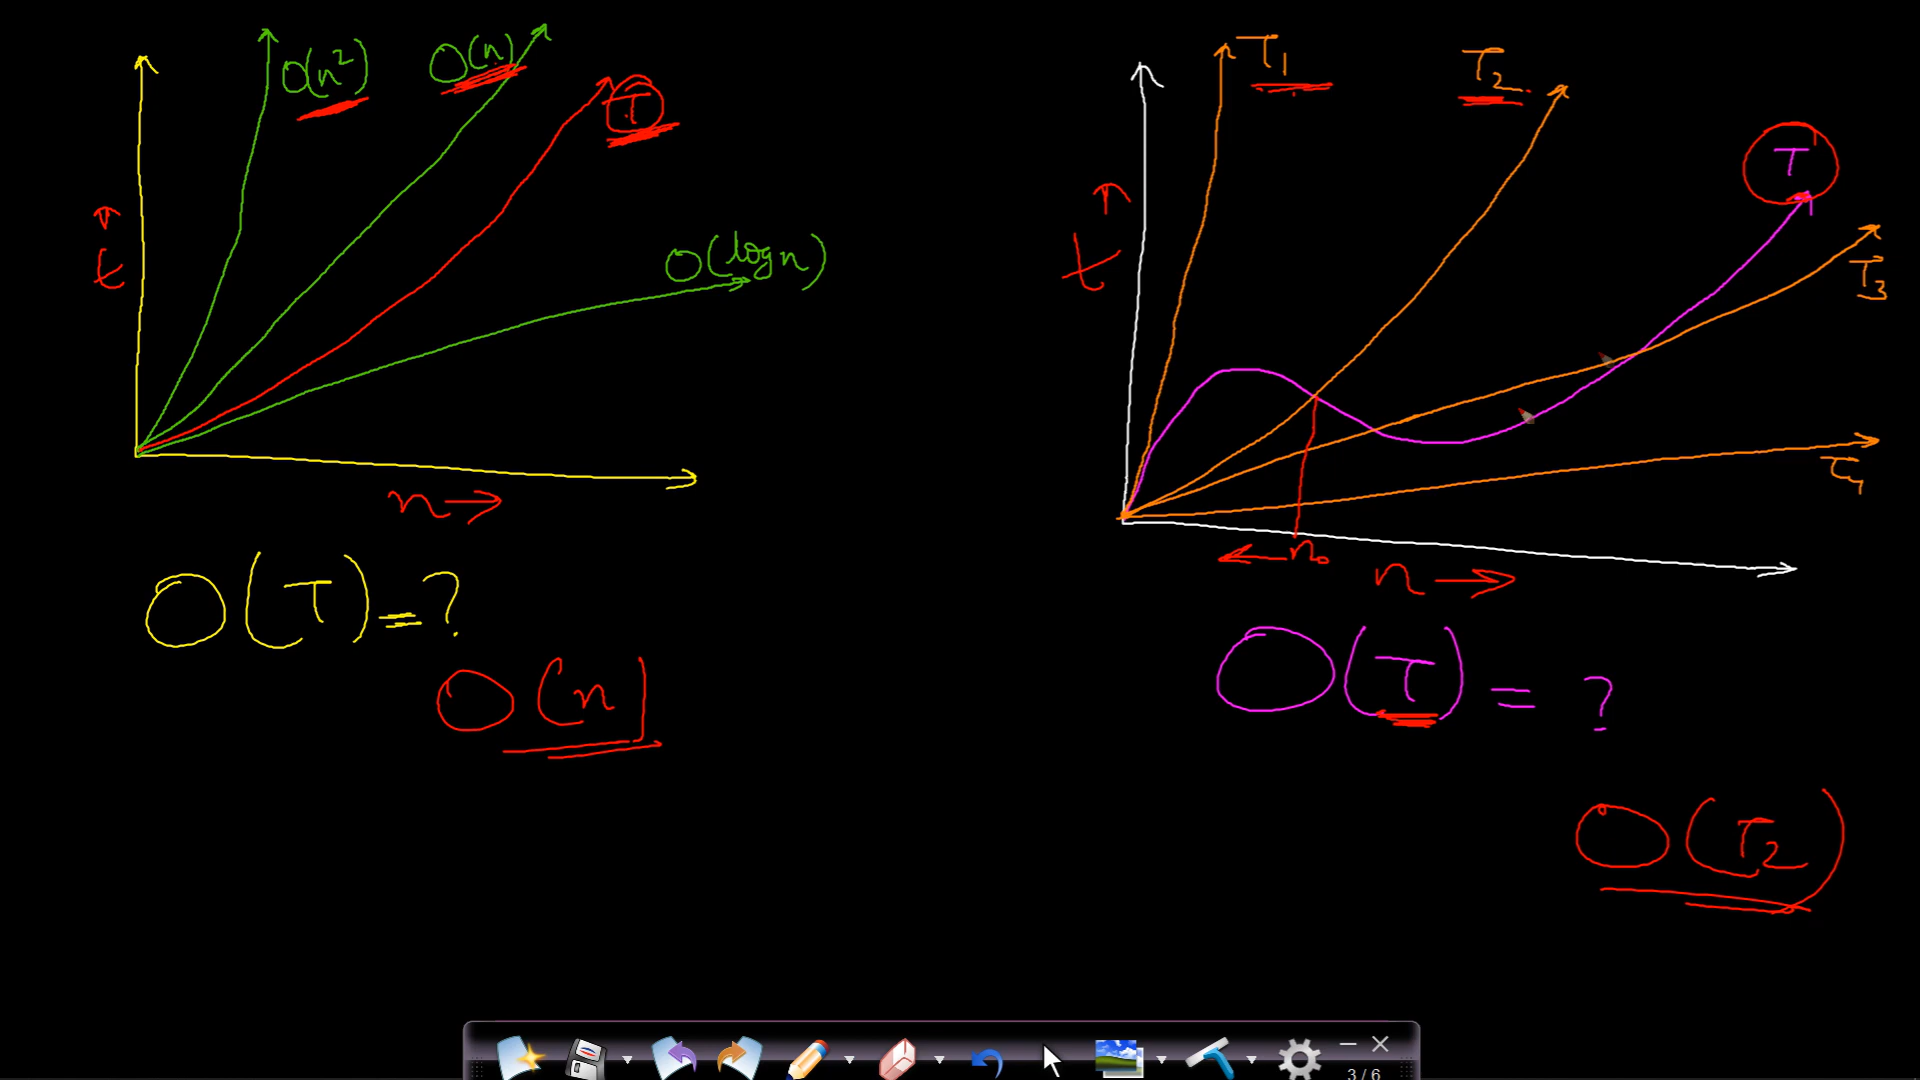 O(n²) O(n) T
O(log n)
t
n →
O(T) = ?
O(n)
T₁ T₂
T
T₃
t
T₄
n₀
n →
O(T) = ?
O(T₂)
3 / 6